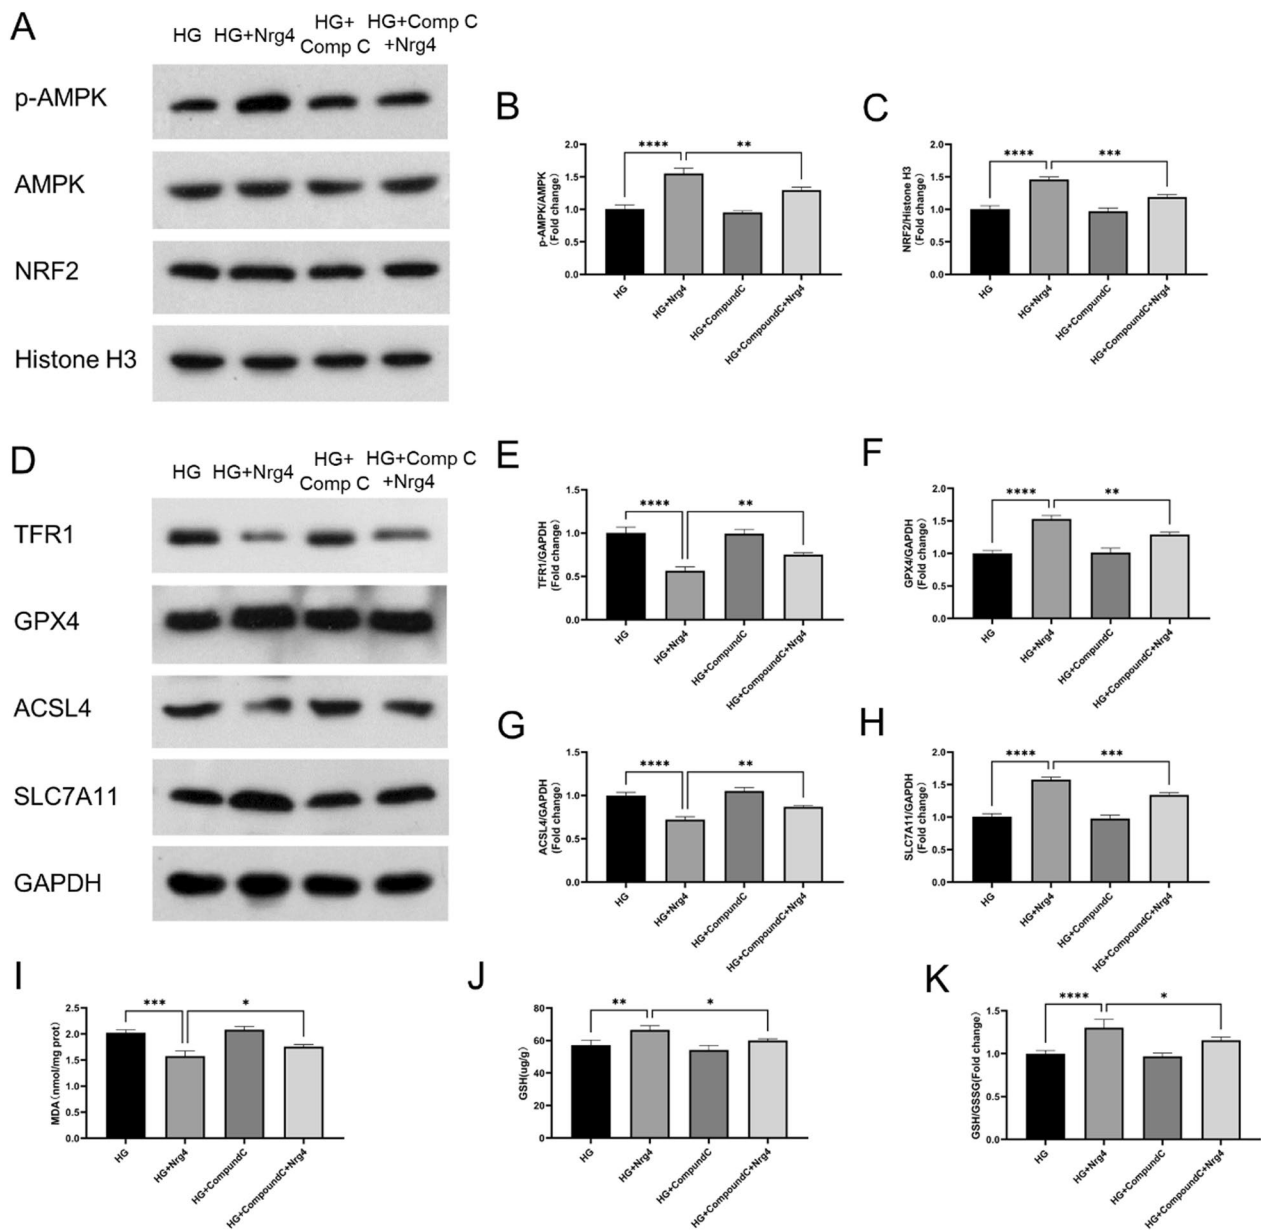 A
HG HG+Nrg4 HG+ Comp C HG+Comp C +Nrg4
p-AMPK
AMPK
NRF2
Histone H3
B
p-AMPK/AMPK
(Fold change)
2.0
1.5
1.0
0.5
0.0
**** **
HG HG+Nrg4 HG+CompundC HG+CompoundC+Nrg4
C
NRF2/Histone H3
(Fold change)
2.0
1.5
1.0
0.5
0.0
**** ***
HG HG+Nrg4 HG+CompundC HG+CompoundC+Nrg4
D
HG HG+Nrg4 HG+ Comp C HG+Comp C +Nrg4
TFR1
GPX4
ACSL4
SLC7A11
GAPDH
E
TFR1/GAPDH
(Fold change)
1.5
1.0
0.5
0.0
**** **
HG HG+Nrg4 HG+CompundC HG+CompoundC+Nrg4
F
GPX4/GAPDH
(Fold change)
2.0
1.5
1.0
0.5
0.0
**** **
HG HG+Nrg4 HG+CompundC HG+CompoundC+Nrg4
G
ACSL4/GAPDH
(Fold change)
1.5
1.0
0.5
0.0
**** **
HG HG+Nrg4 HG+CompundC HG+CompoundC+Nrg4
H
SLC7A11/GAPDH
(Fold change)
2.0
1.5
1.0
0.5
0.0
**** ***
HG HG+Nrg4 HG+CompundC HG+CompoundC+Nrg4
I
MDA(nmol/mg prot)
2.5
2.0
1.5
1.0
0.5
0.0
*** *
HG HG+Nrg4 HG+CompundC HG+CompoundC+Nrg4
J
GSH(ug/g)
80
60
40
20
0
** *
HG HG+Nrg4 HG+CompundC HG+CompoundC+Nrg4
K
GSH/GSSG(Fold change)
1.5
1.0
0.5
0.0
**** *
HG HG+Nrg4 HG+CompundC HG+CompoundC+Nrg4